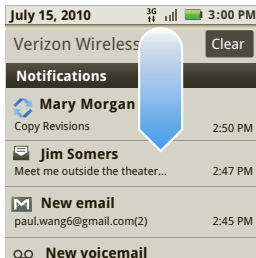 July 15, 2010 3G 3:00 PM
Verizon Wireless Clear
Notifications
Mary Morgan
Copy Revisions 2:50 PM
Jim Somers
Meet me outside the theater... 2:47 PM
New email
paul.wang6@gmail.com(2) 2:45 PM
New voicemail